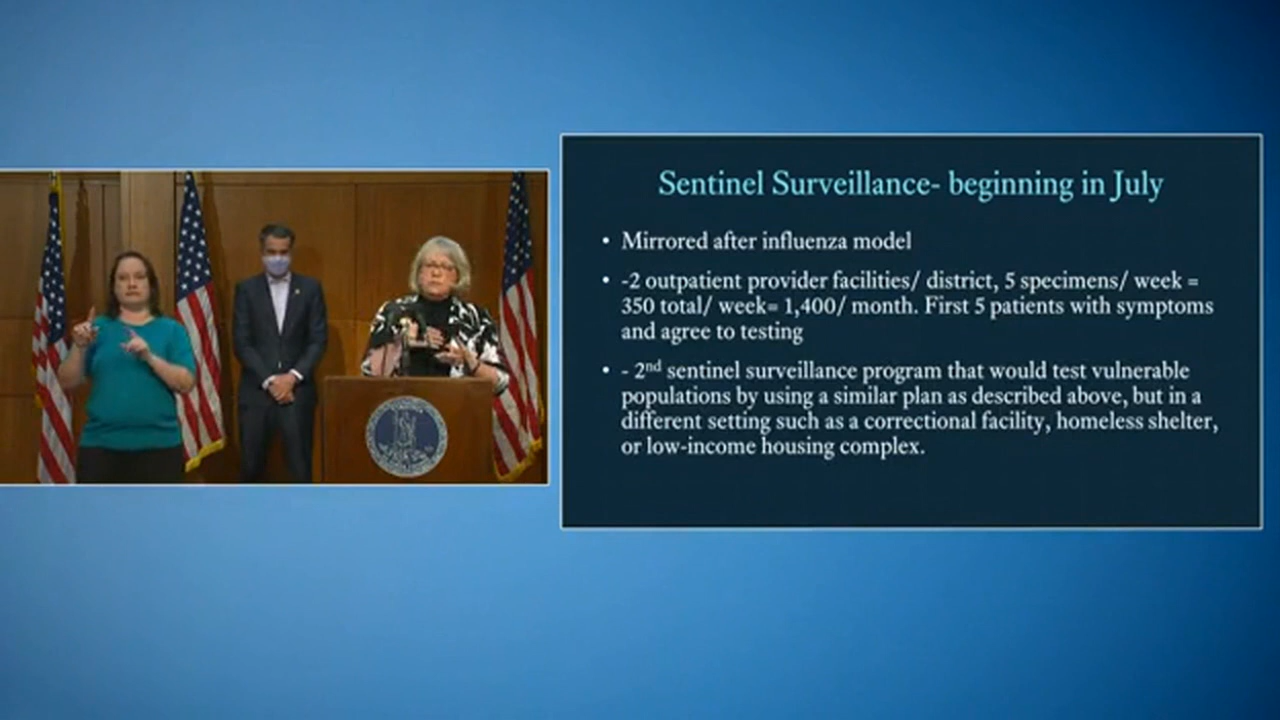 Sentinel Surveillance- beginning in July
• Mirrored after influenza model
• -2 outpatient provider facilities/ district, 5 specimens/ week =
350 total/ week= 1,400/ month. First 5 patients with symptoms
and agree to testing
• - 2nd sentinel surveillance program that would test vulnerable
populations by using a similar plan as described above, but in a
different setting such as a correctional facility, homeless shelter,
or low-income housing complex.